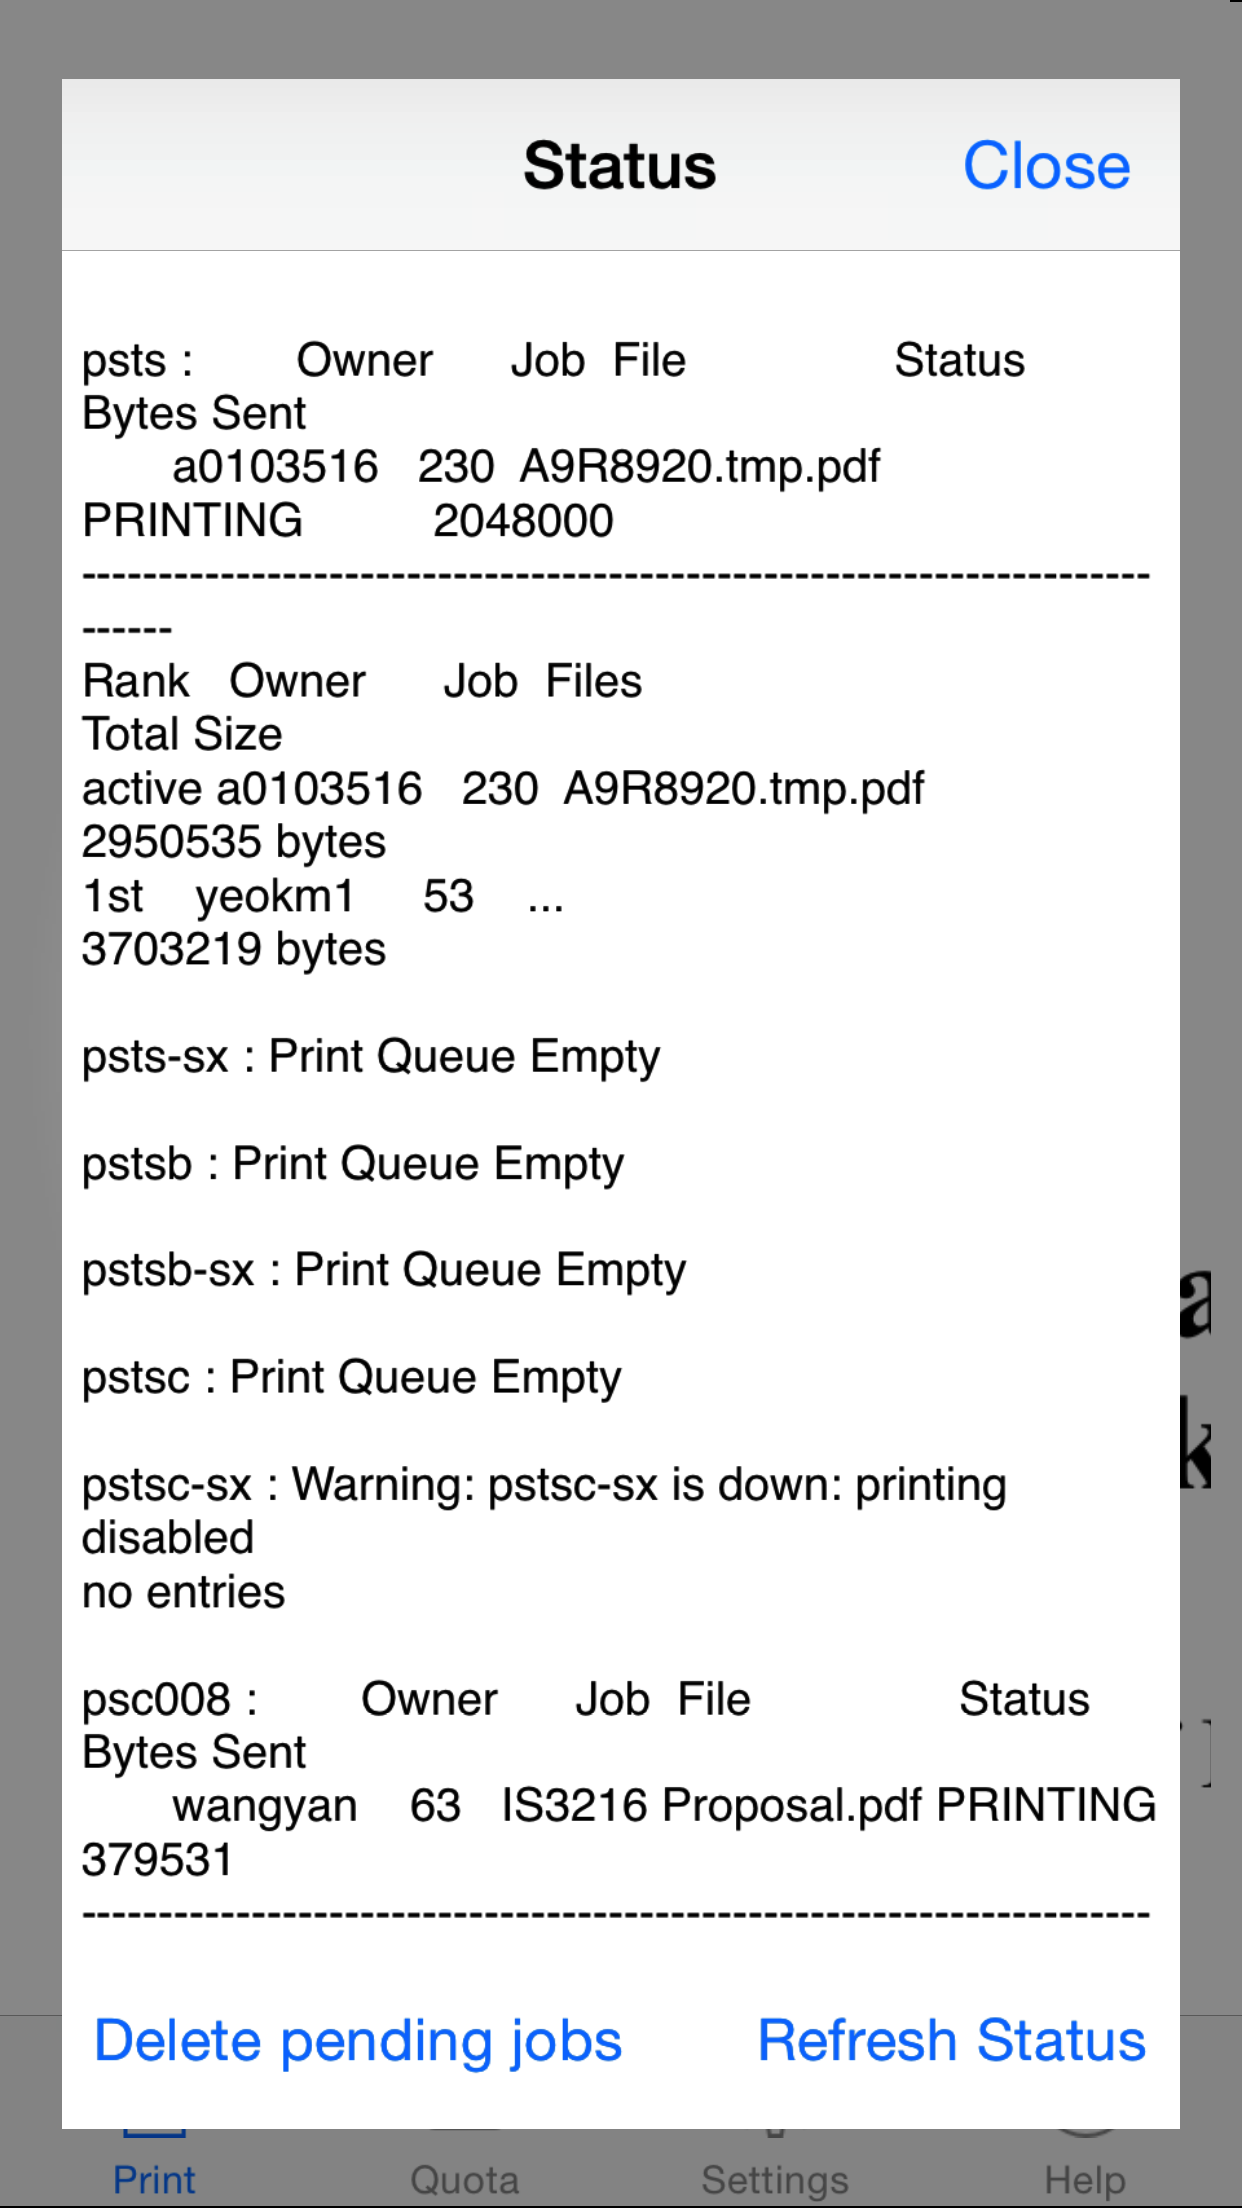 Status Close
psts : Owner Job File Status
Bytes Sent
a0103516 230 A9R8920.tmp.pdf
PRINTING 2048000
----------------------------------------------------------------------
------
Rank Owner Job Files
Total Size
active a0103516 230 A9R8920.tmp.pdf
2950535 bytes
1st yeokm1 53 ...
3703219 bytes
psts-sx : Print Queue Empty
pstsb : Print Queue Empty
pstsb-sx : Print Queue Empty
pstsc : Print Queue Empty
pstsc-sx : Warning: pstsc-sx is down: printing
disabled
no entries
psc008 : Owner Job File Status
Bytes Sent
wangyan 63 IS3216 Proposal.pdf PRINTING
379531
----------------------------------------------------------------------
Delete pending jobs Refresh Status
Print Quota Settings Help